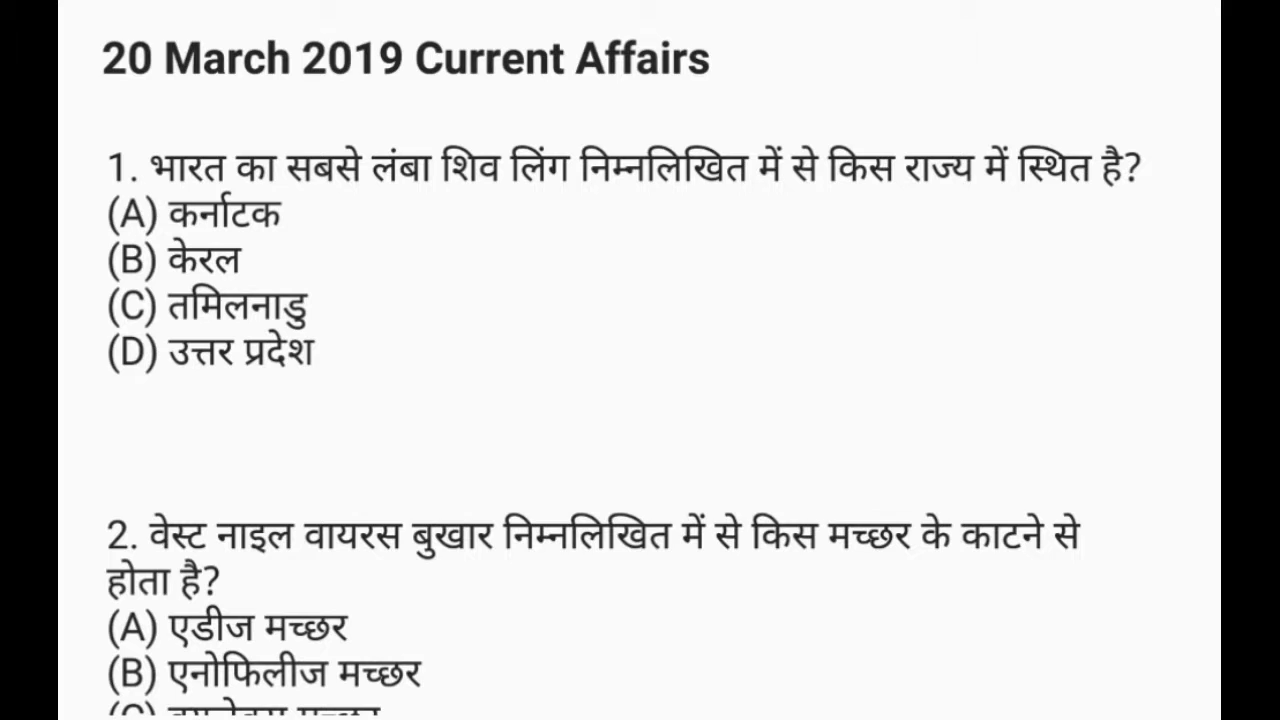 20 March 2019 Current Affairs
1. भारत का सबसे लंबा शिव लिंग निम्नलिखित में से किस राज्य में स्थित है?
(A) कर्नाटक
(B) केरल
(C) तमिलनाडु
(D) उत्तर प्रदेश
2. वेस्ट नाइल वायरस बुखार निम्नलिखित में से किस मच्छर के काटने से
होता है?
(A) एडीज मच्छर
(B) एनोफिलीज मच्छर